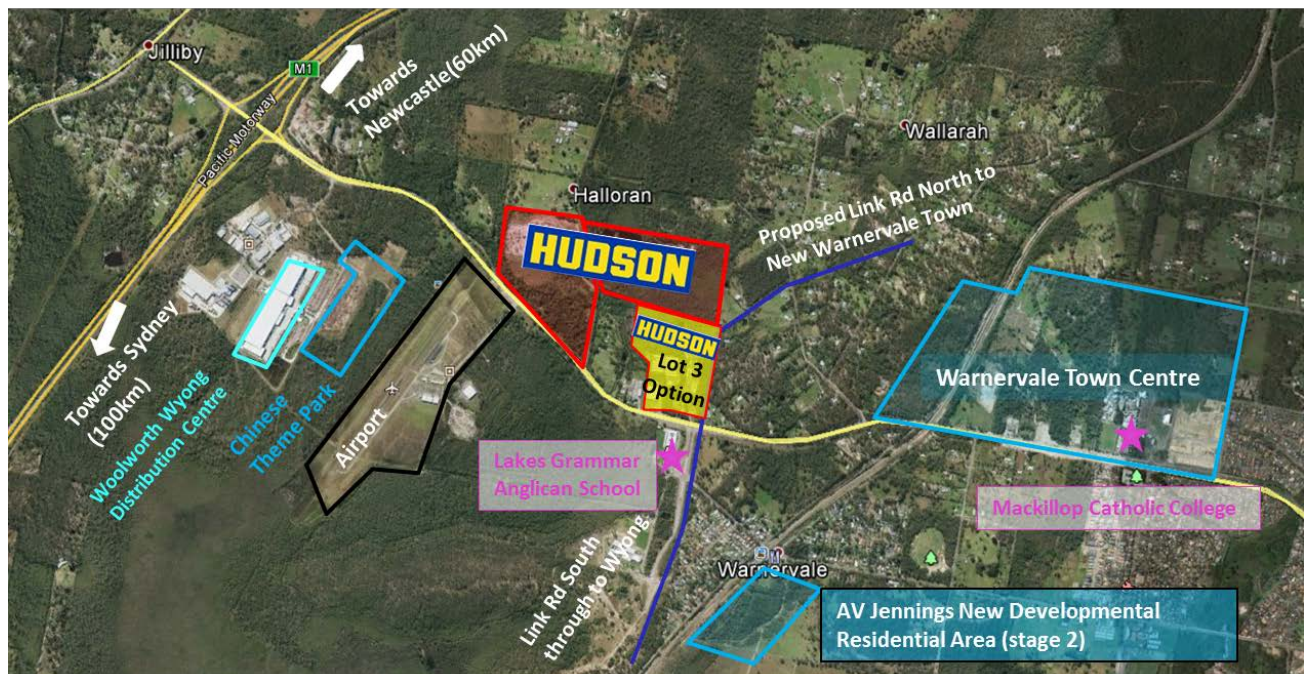 Jilliby
M1
Towards
Newcastle(60km)
Pacific Motorway
Wallarah
Halloran
Proposed Link Rd North to
New Warnervale Town
HUDSON
HUDSON
Lot 3
Option
Towards Sydney
(100km)
Woolworth Wyong
Distribution Centre
Chinese
Theme Park
Airport
Warnervale Town Centre
Lakes Grammar
Anglican School
Mackillop Catholic College
Link Rd South
through to Wyong
Warnervale
AV Jennings New Developmental
Residential Area (stage 2)